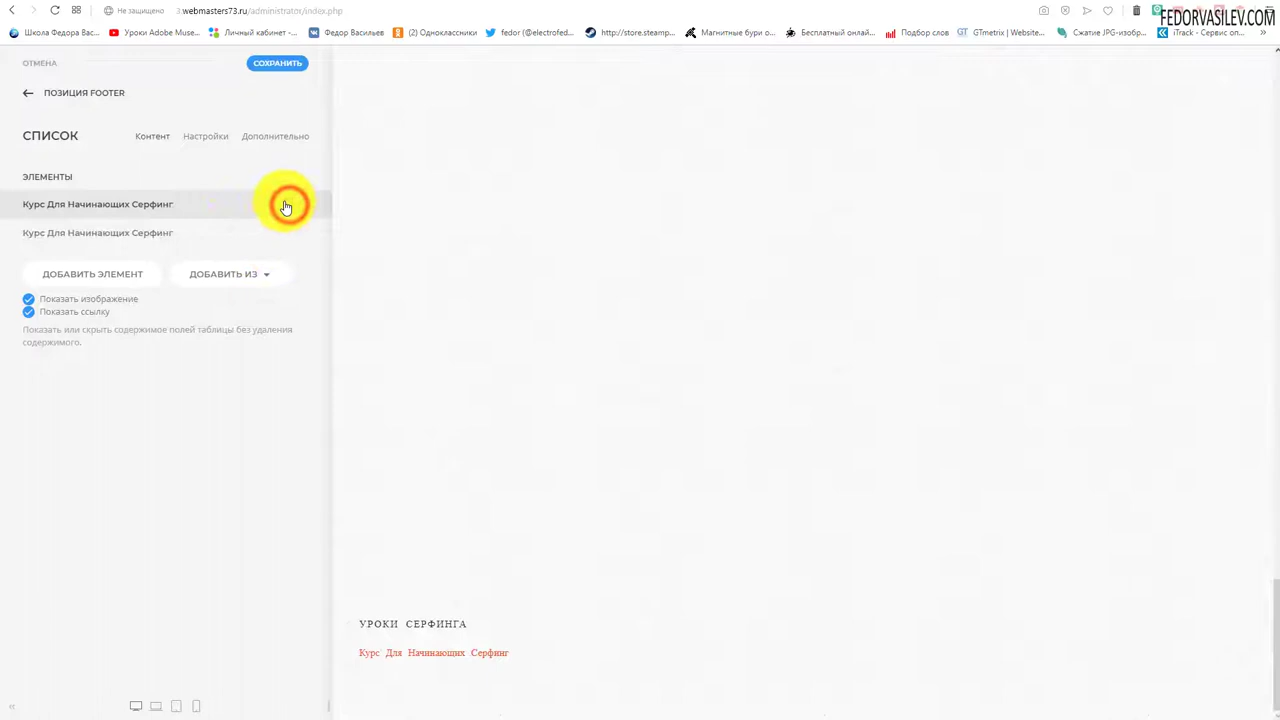 Не защищено
3.webmasters73.ru/administrator/index.php
FEDORVASILEV.COM
Школа Федора Вас...
Уроки Adobe Muse...
Личный кабинет -...
Федор Васильев
(2) Одноклассники
fedor (@electrofed...
http://store.steamp...
Магнитные бури о...
Бесплатный онлай...
Подбор слов
GTmetrix | Website...
Сжатие JPG-изобр...
iTrack - Сервис оп...
ОТМЕНА
СОХРАНИТЬ
ПОЗИЦИЯ FOOTER
СПИСОК
Контент
Настройки
Дополнительно
ЭЛЕМЕНТЫ
Курс Для Начинающих Серфинг
Курс Для Начинающих Серфинг
ДОБАВИТЬ ЭЛЕМЕНТ
ДОБАВИТЬ ИЗ
Показать изображение
Показать ссылку
Показать или скрыть содержимое полей таблицы без удаления
содержимого.
УРОКИ СЕРФИНГА
Курс Для Начинающих Серфинг